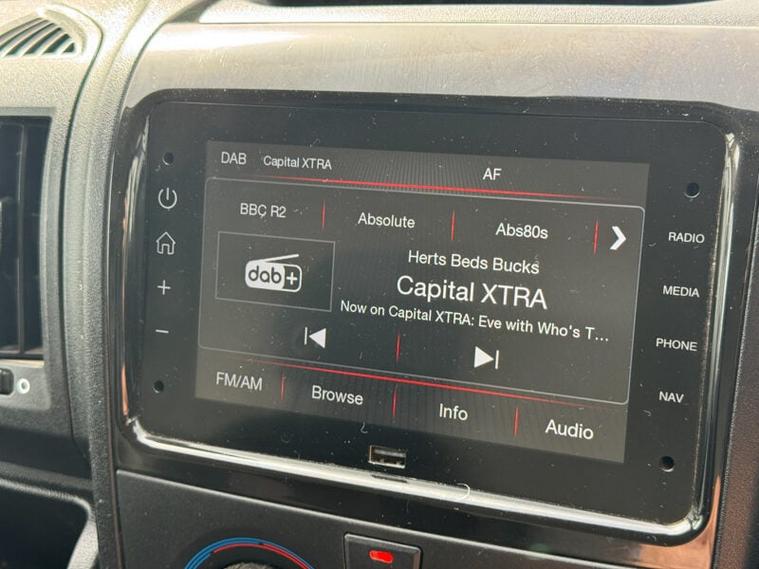 DAB Capital XTRA AF
BBC R2 Absolute Abs80s
RADIO
dab+
Herts Beds Bucks
MEDIA
Capital XTRA
Now on Capital XTRA: Eve with Who's T...
PHONE
FM/AM Browse Info Audio
NAV